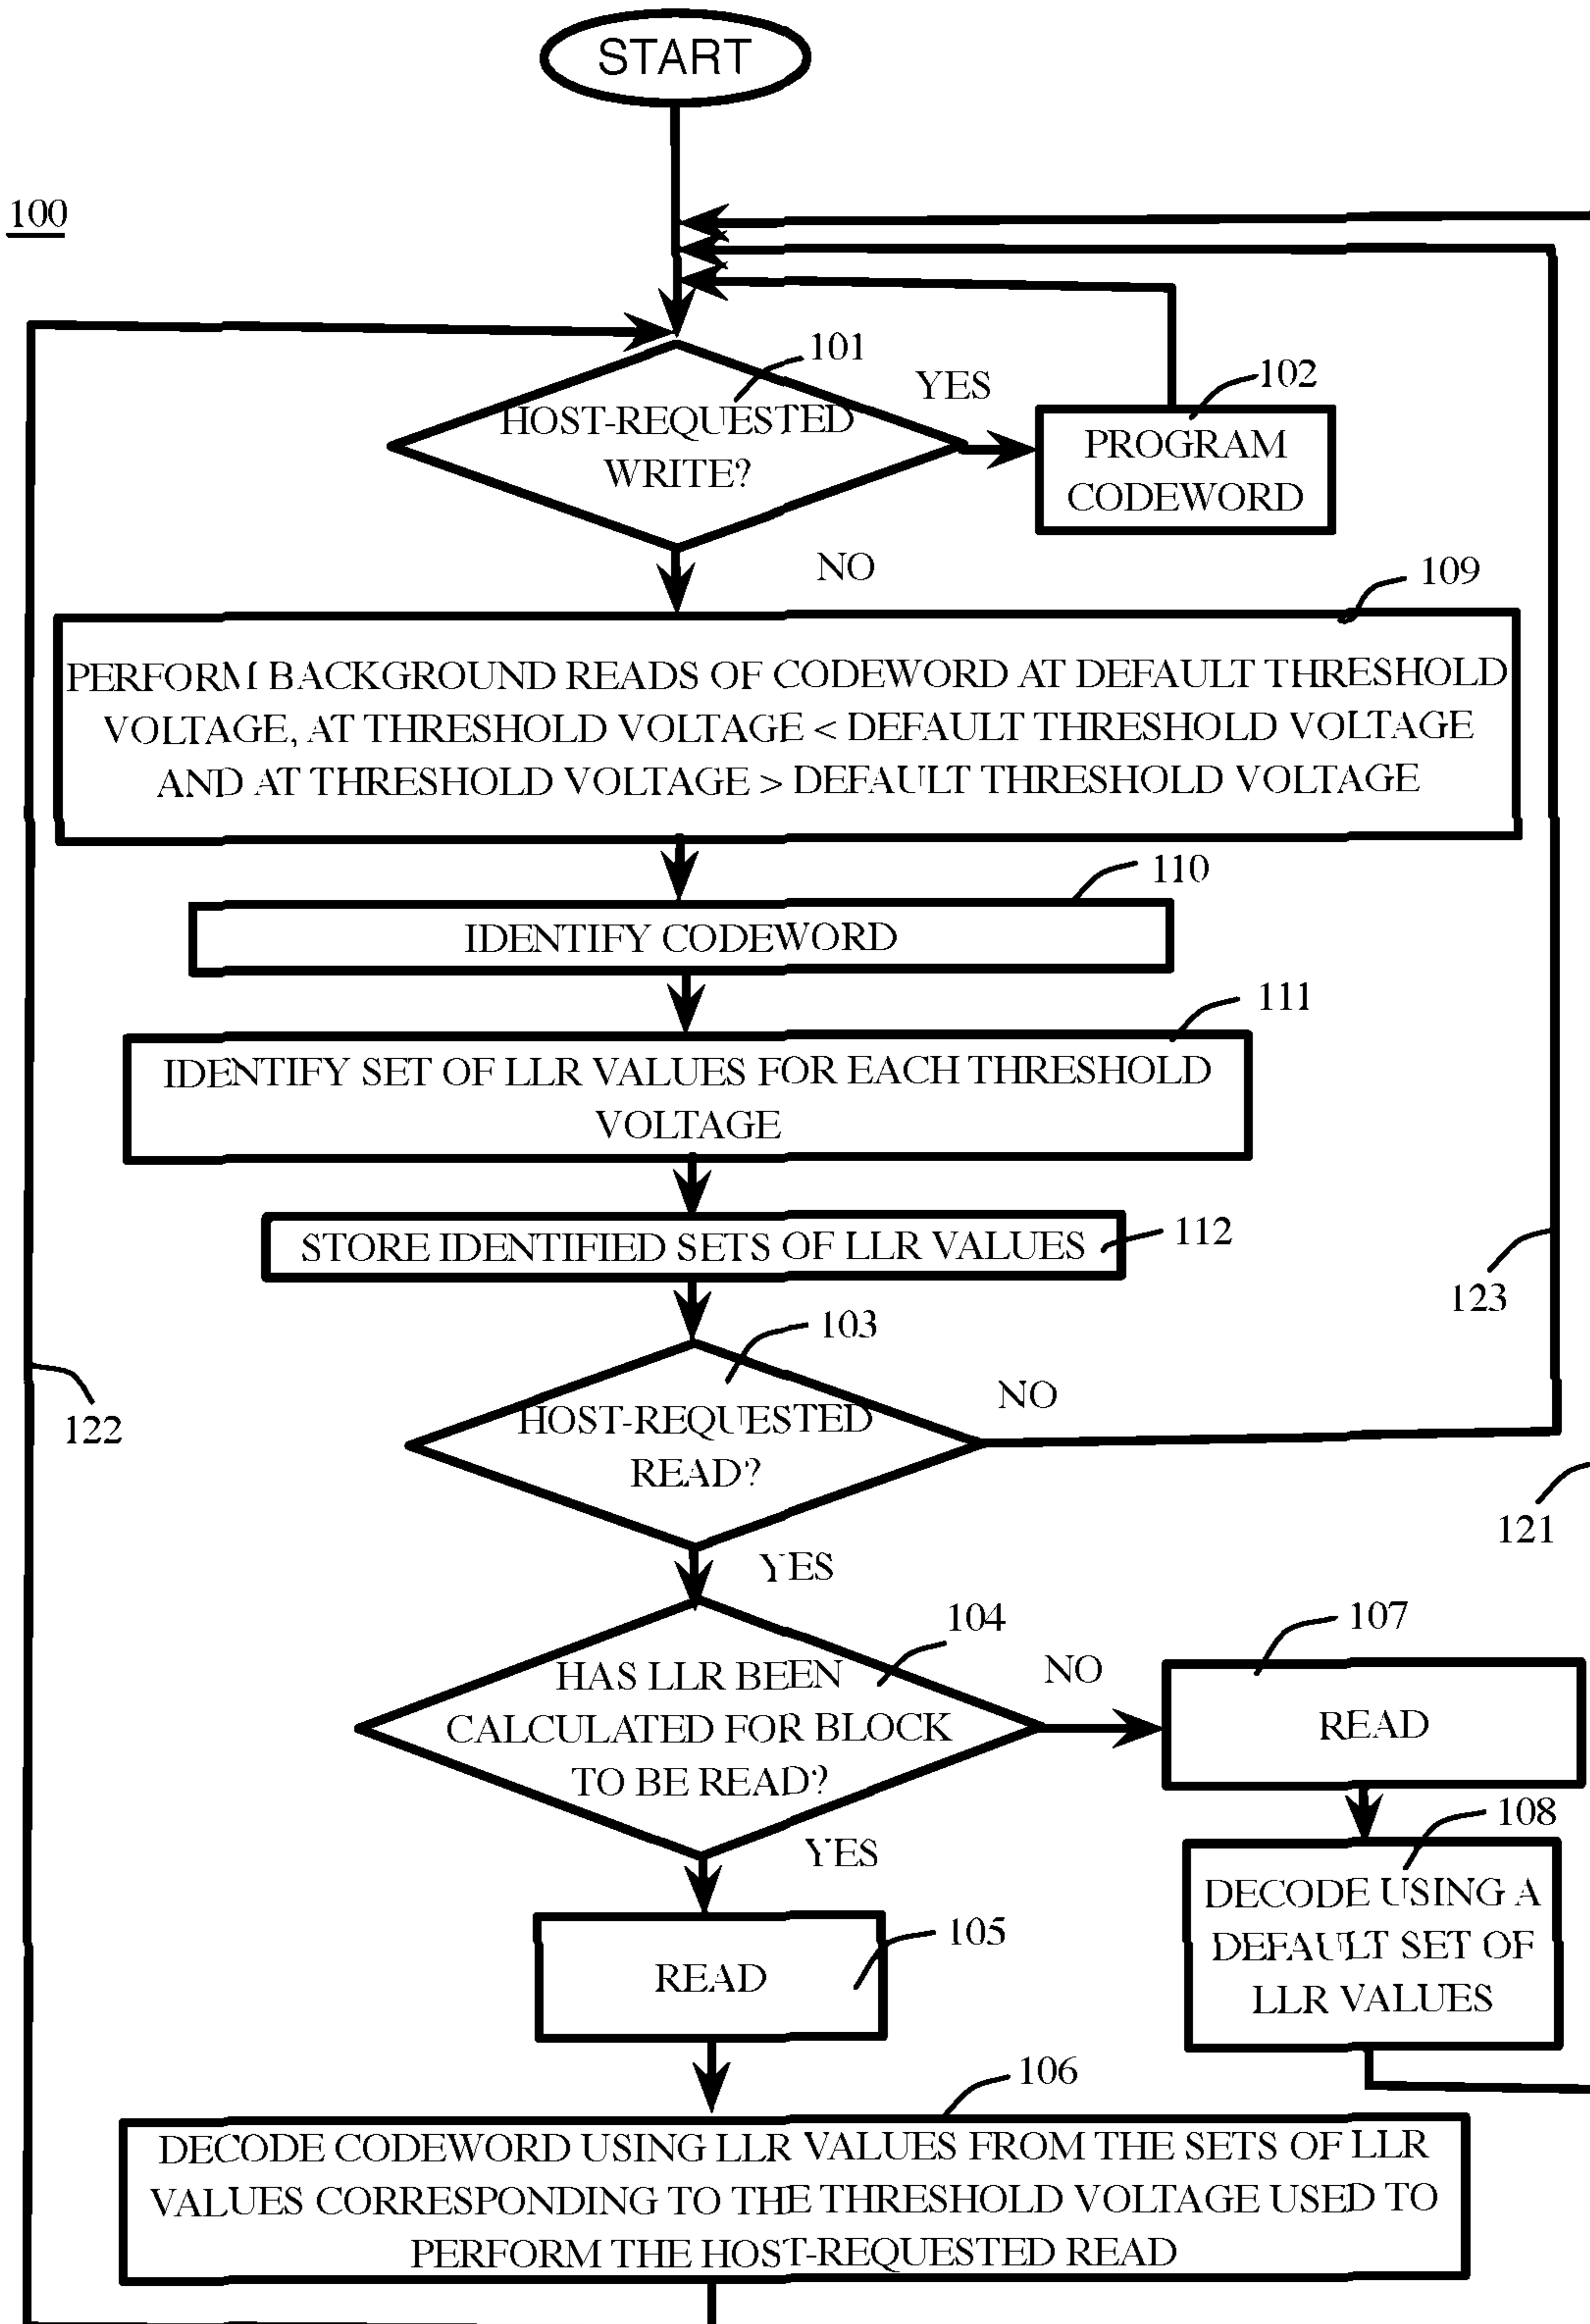 START
100
101
HOST-REQUESTED
WRITE?
YES
102
PROGRAM
CODEWORD
NO
109
PERFORM BACKGROUND READS OF CODEWORD AT DEFAULT THRESHOLD
VOLTAGE, AT THRESHOLD VOLTAGE < DEFAULT THRESHOLD VOLTAGE
AND AT THRESHOLD VOLTAGE > DEFAULT THRESHOLD VOLTAGE
110
IDENTIFY CODEWORD
111
IDENTIFY SET OF LLR VALUES FOR EACH THRESHOLD
VOLTAGE
STORE IDENTIFIED SETS OF LLR VALUES
112
123
103
HOST-REQUESTED
READ?
NO
122
121
YES
104
HAS LLR BEEN
CALCULATED FOR BLOCK
TO BE READ?
NO
107
READ
108
DECODE USING A
DEFAULT SET OF
LLR VALUES
YES
105
READ
106
DECODE CODEWORD USING LLR VALUES FROM THE SETS OF LLR
VALUES CORRESPONDING TO THE THRESHOLD VOLTAGE USED TO
PERFORM THE HOST-REQUESTED READ